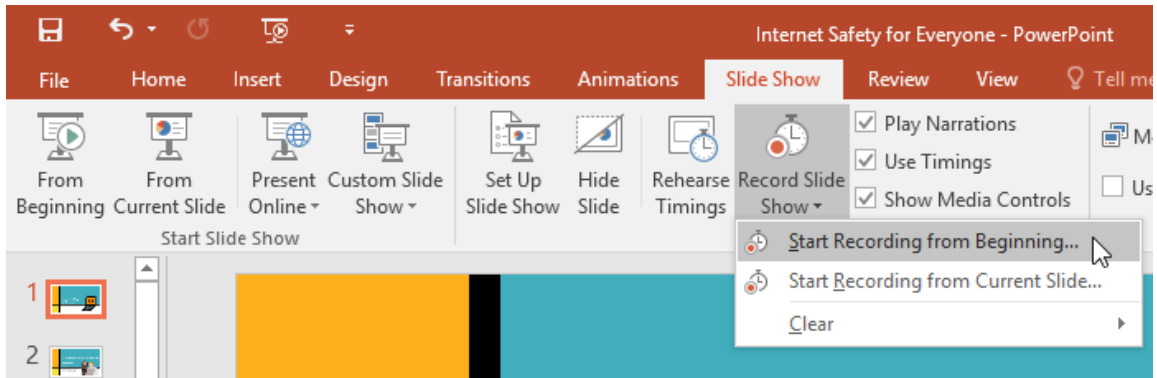 Internet Safety for Everyone - PowerPoint
File Home Insert Design Transitions Animations Slide Show Review View Tell me
From Beginning
From Current Slide
Present Online
Custom Slide Show
Set Up Slide Show
Hide Slide
Rehearse Timings
Record Slide Show
Play Narrations
Use Timings
Show Media Controls
Start Slide Show
Start Recording from Beginning...
Start Recording from Current Slide...
Clear
1
2